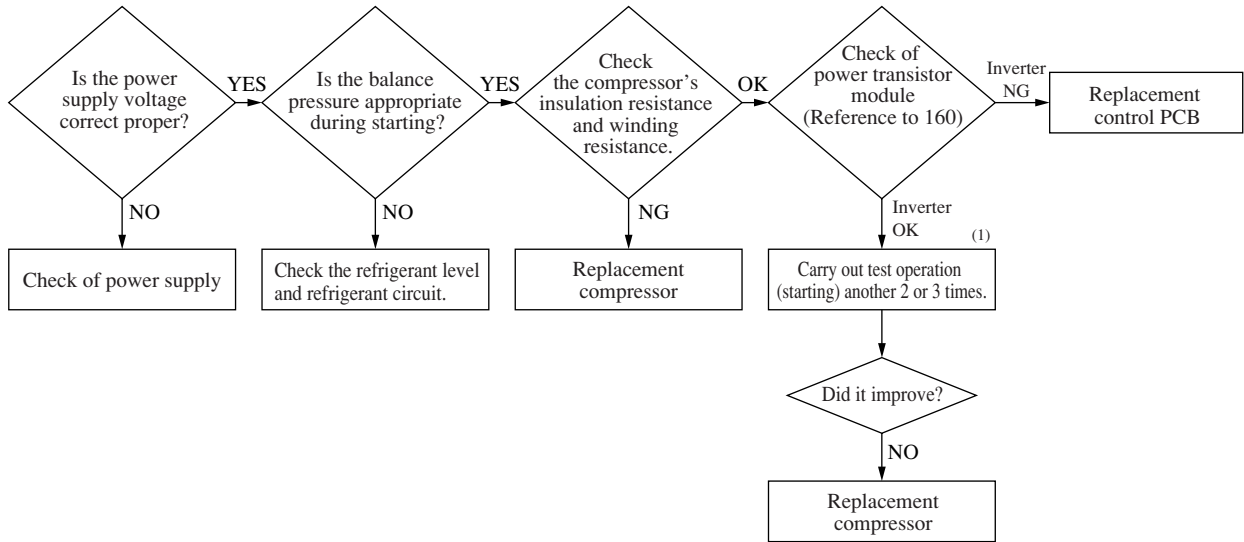 Is the power
supply voltage
correct proper?
YES
Is the balance
pressure appropriate
during starting?
YES
Check
the compressor's
insulation resistance
and winding
resistance.
OK
Check of
power transistor
module
(Reference to 160)
Inverter
NG
Replacement
control PCB
NO
Check of power supply
NO
Check the refrigerant level
and refrigerant circuit.
NG
Replacement
compressor
Inverter
OK
(1)
Carry out test operation
(starting) another 2 or 3 times.
Did it improve?
NO
Replacement
compressor